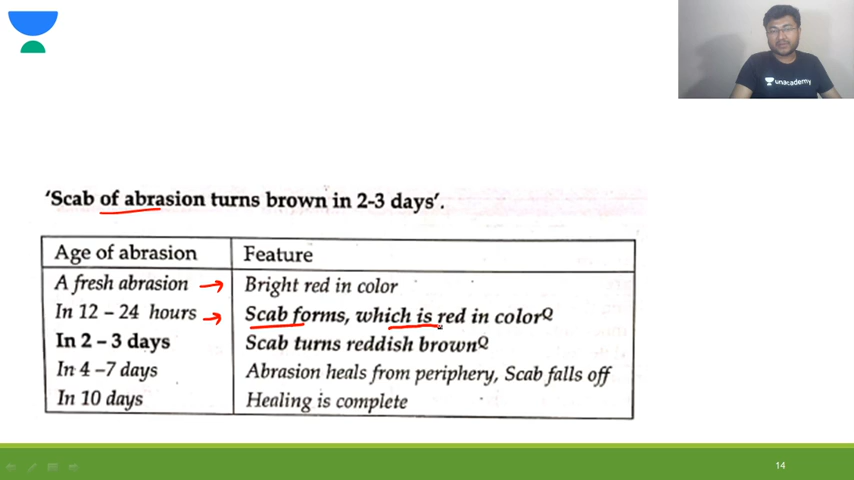 unacademy
'Scab of abrasion turns brown in 2-3 days'.
Age of abrasion Feature
A fresh abrasion Bright red in color
In 12 – 24 hours Scab forms, which is red in colorQ
In 2 – 3 days Scab turns reddish brownQ
In 4 –7 days Abrasion heals from periphery, Scab falls off
In 10 days Healing is complete
14